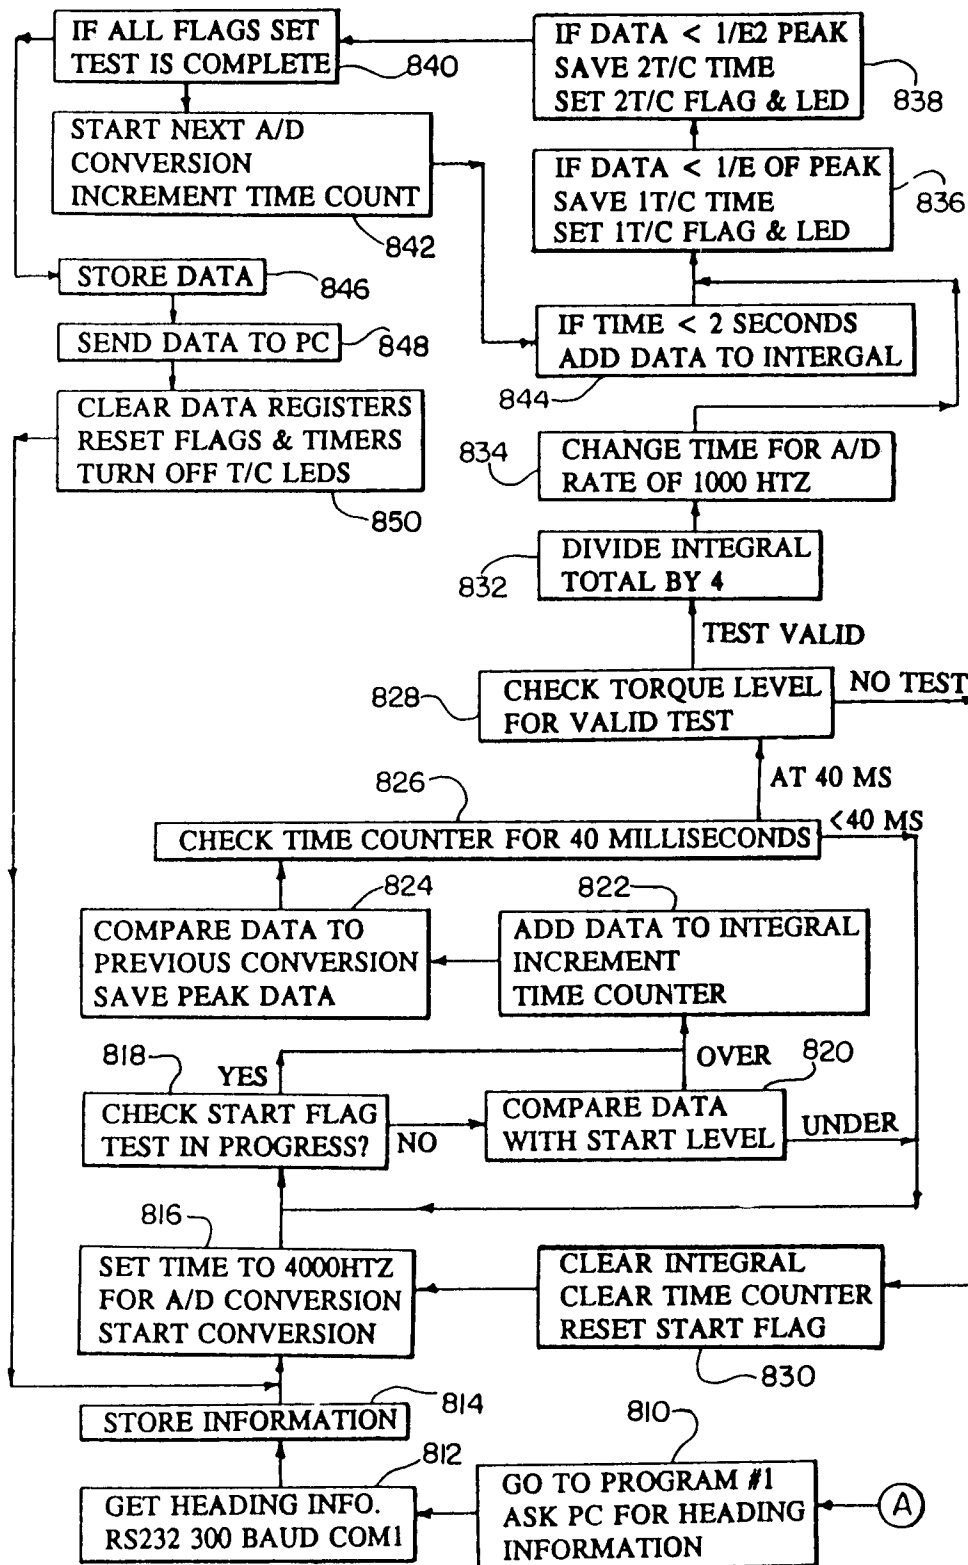 IF ALL FLAGS SET
TEST IS COMPLETE
840
IF DATA < 1/E2 PEAK
SAVE 2T/C TIME
SET 2T/C FLAG & LED
838
START NEXT A/D
CONVERSION
INCREMENT TIME COUNT
842
IF DATA < 1/E OF PEAK
SAVE 1T/C TIME
SET 1T/C FLAG & LED
836
STORE DATA
846
SEND DATA TO PC
848
IF TIME < 2 SECONDS
ADD DATA TO INTERGAL
844
CLEAR DATA REGISTERS
RESET FLAGS & TIMERS
TURN OFF T/C LEDS
850
834
CHANGE TIME FOR A/D
RATE OF 1000 HTZ
832
DIVIDE INTEGRAL
TOTAL BY 4
TEST VALID
828
CHECK TORQUE LEVEL
FOR VALID TEST
NO TEST
AT 40 MS
826
CHECK TIME COUNTER FOR 40 MILLISECONDS
<40 MS
824
COMPARE DATA TO
PREVIOUS CONVERSION
SAVE PEAK DATA
822
ADD DATA TO INTEGRAL
INCREMENT
TIME COUNTER
818
YES
OVER
820
CHECK START FLAG
TEST IN PROGRESS?
NO
COMPARE DATA
WITH START LEVEL
UNDER
816
SET TIME TO 4000HTZ
FOR A/D CONVERSION
START CONVERSION
CLEAR INTEGRAL
CLEAR TIME COUNTER
RESET START FLAG
830
814
STORE INFORMATION
812
GET HEADING INFO.
RS232 300 BAUD COM1
810
GO TO PROGRAM #1
ASK PC FOR HEADING
INFORMATION
A